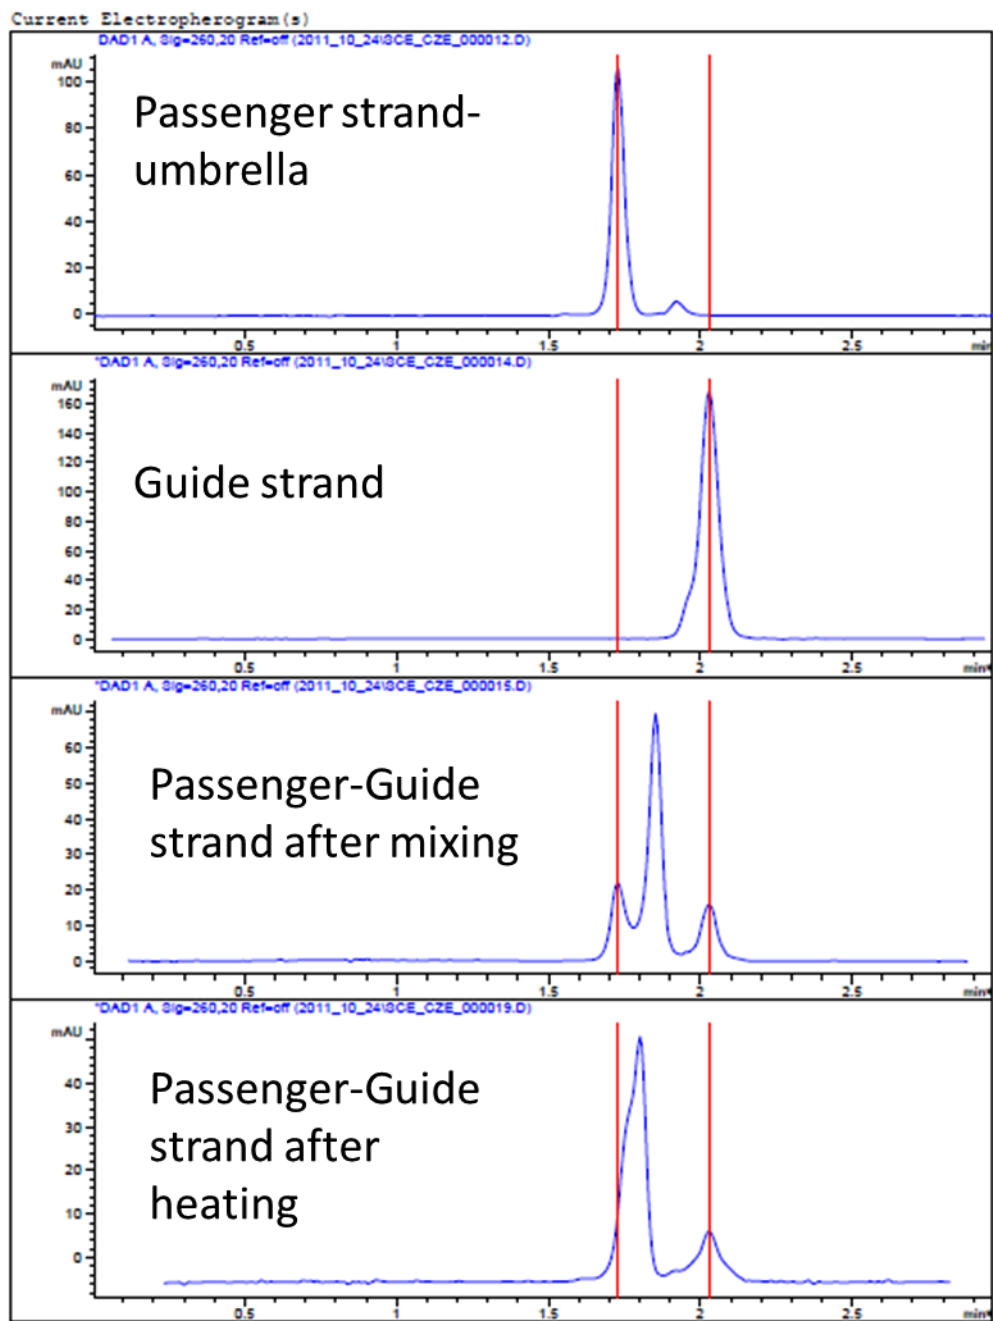 Current Electropherogram(s)
DAD1 A, Sig=260,20 Ref=off (2011_10_24\SCE_CZE_000012.D)
mAU
100
80
60
40
20
0
Passenger strand-
umbrella
0.5 1 1.5 2 2.5 min
*DAD1 A, Sig=260,20 Ref=off (2011_10_24\SCE_CZE_000014.D)
mAU
160
140
120
100
80
60
40
20
0
Guide strand
0.5 1 1.5 2 2.5 min
*DAD1 A, Sig=260,20 Ref=off (2011_10_24\SCE_CZE_000015.D)
mAU
60
50
40
30
20
10
0
Passenger-Guide
strand after mixing
0.5 1 1.5 2 2.5 min
*DAD1 A, Sig=260,20 Ref=off (2011_10_24\SCE_CZE_000019.D)
mAU
40
30
20
10
0
Passenger-Guide
strand after
heating
0.5 1 1.5 2 2.5 min